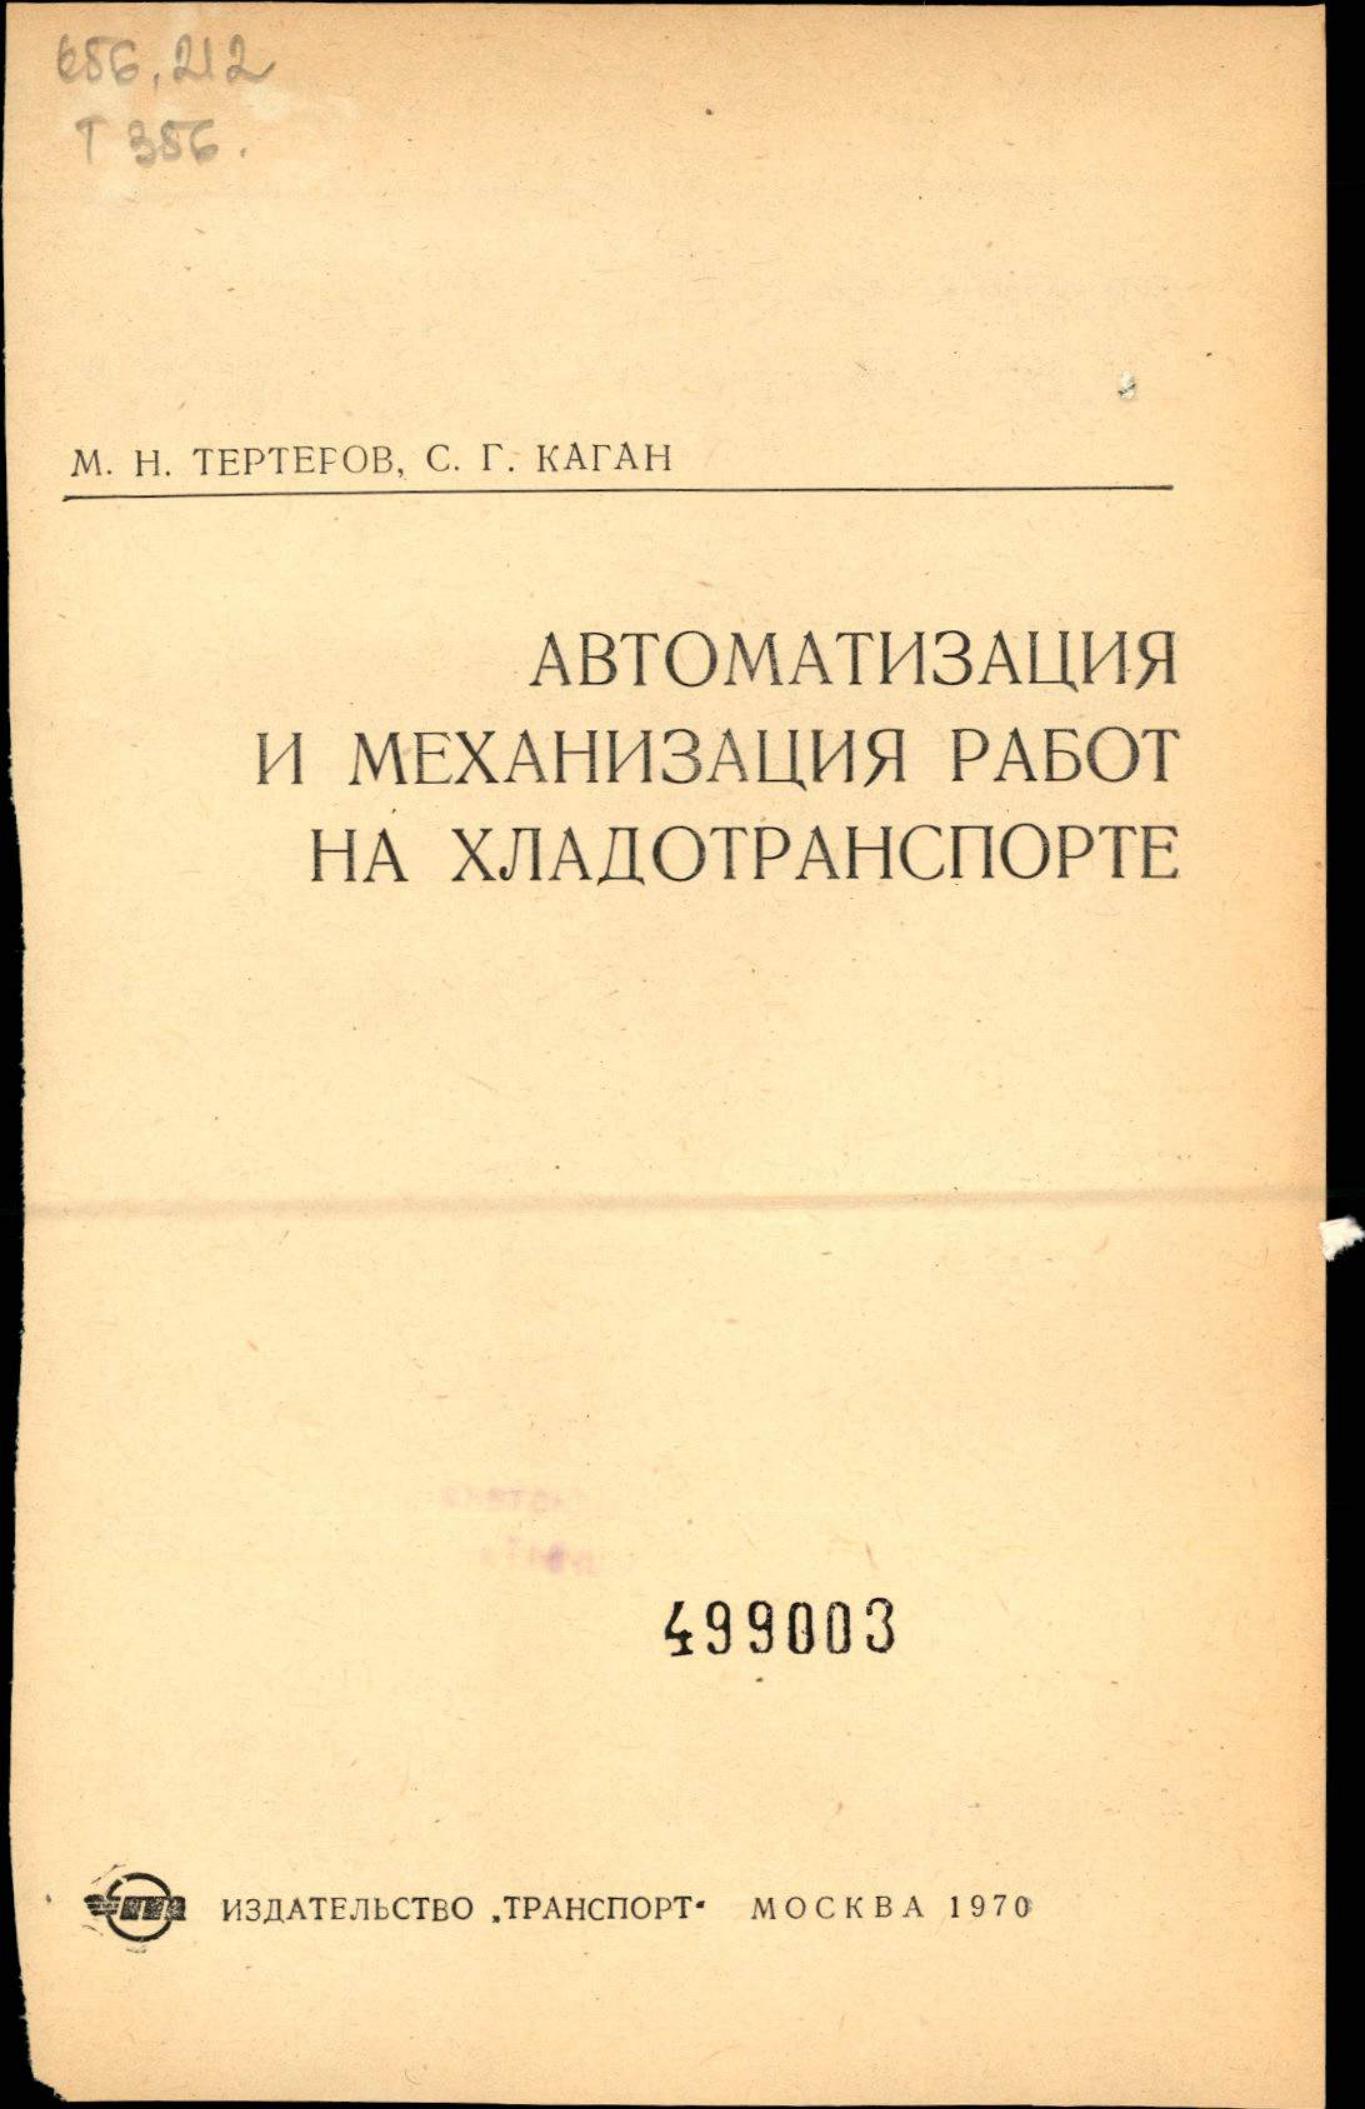 656.212
Т 356.
М. Н. ТЕРТЕРОВ, С. Г. КАГАН
АВТОМАТИЗАЦИЯ
И МЕХАНИЗАЦИЯ РАБОТ
НА ХЛАДОТРАНСПОРТЕ
499003
ИЗДАТЕЛЬСТВО „ТРАНСПОРТ“ МОСКВА 1970